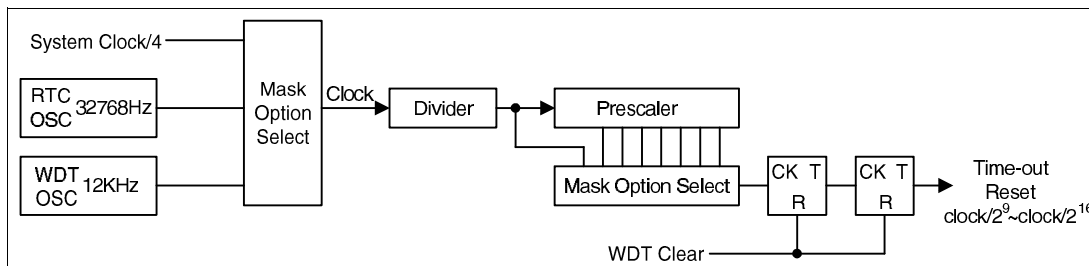 System Clock/4
RTC
OSC
32768Hz
WDT
OSC
12KHz
Mask
Option
Select
Clock
Divider
Prescaler
Mask Option Select
CK T
R
CK T
R
WDT Clear
Time-out
Reset
clock/2⁹~clock/2¹⁶